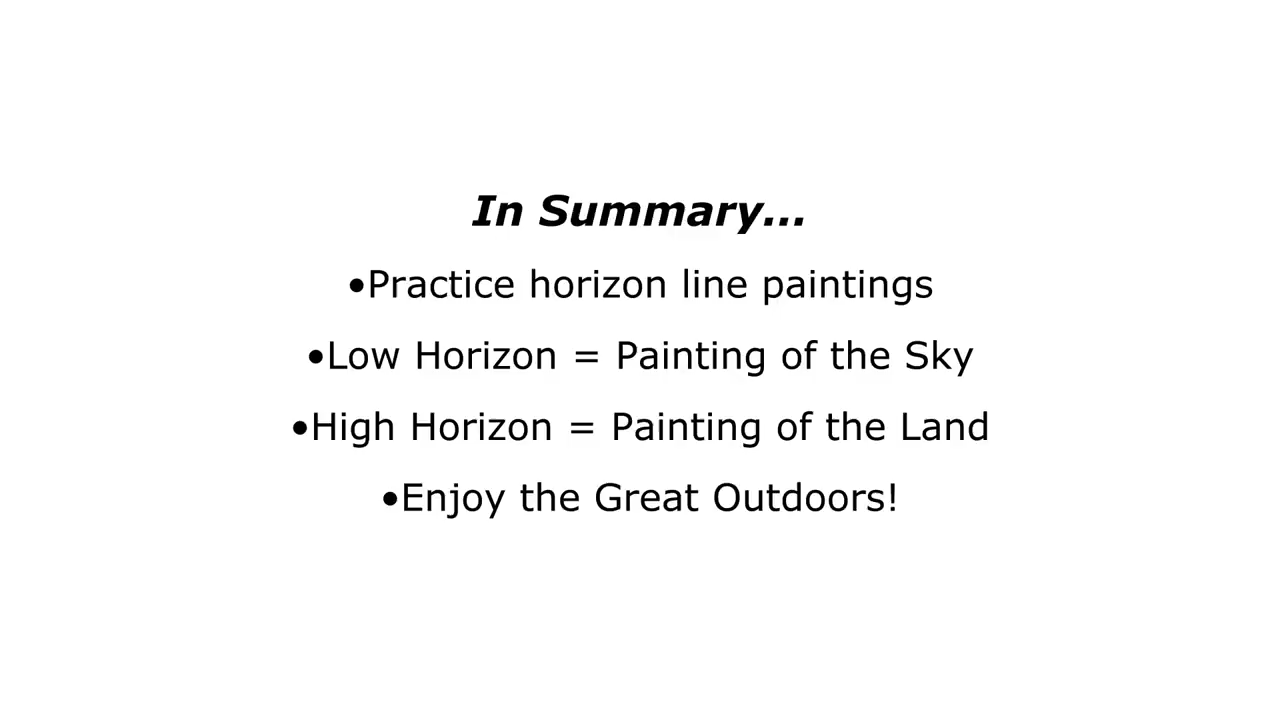 In Summary...
•Practice horizon line paintings
•Low Horizon = Painting of the Sky
•High Horizon = Painting of the Land
•Enjoy the Great Outdoors!